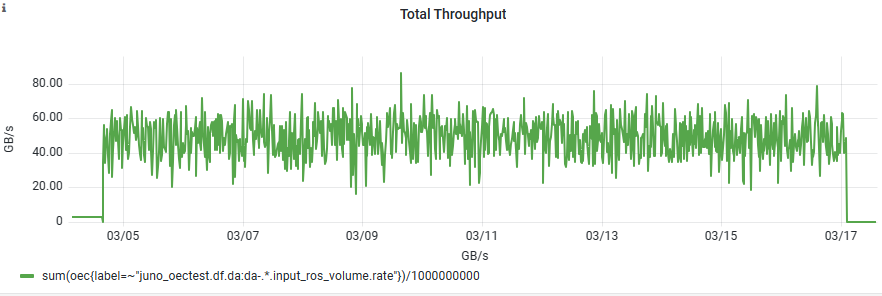 i
Total Throughput
GB/s
80.00
60.00
40.00
20.00
0
03/05 03/07 03/09 03/11 03/13 03/15 03/17
GB/s
sum(oec{label=~"juno_oectest.df.da:da-.*.input_ros_volume.rate"})/1000000000